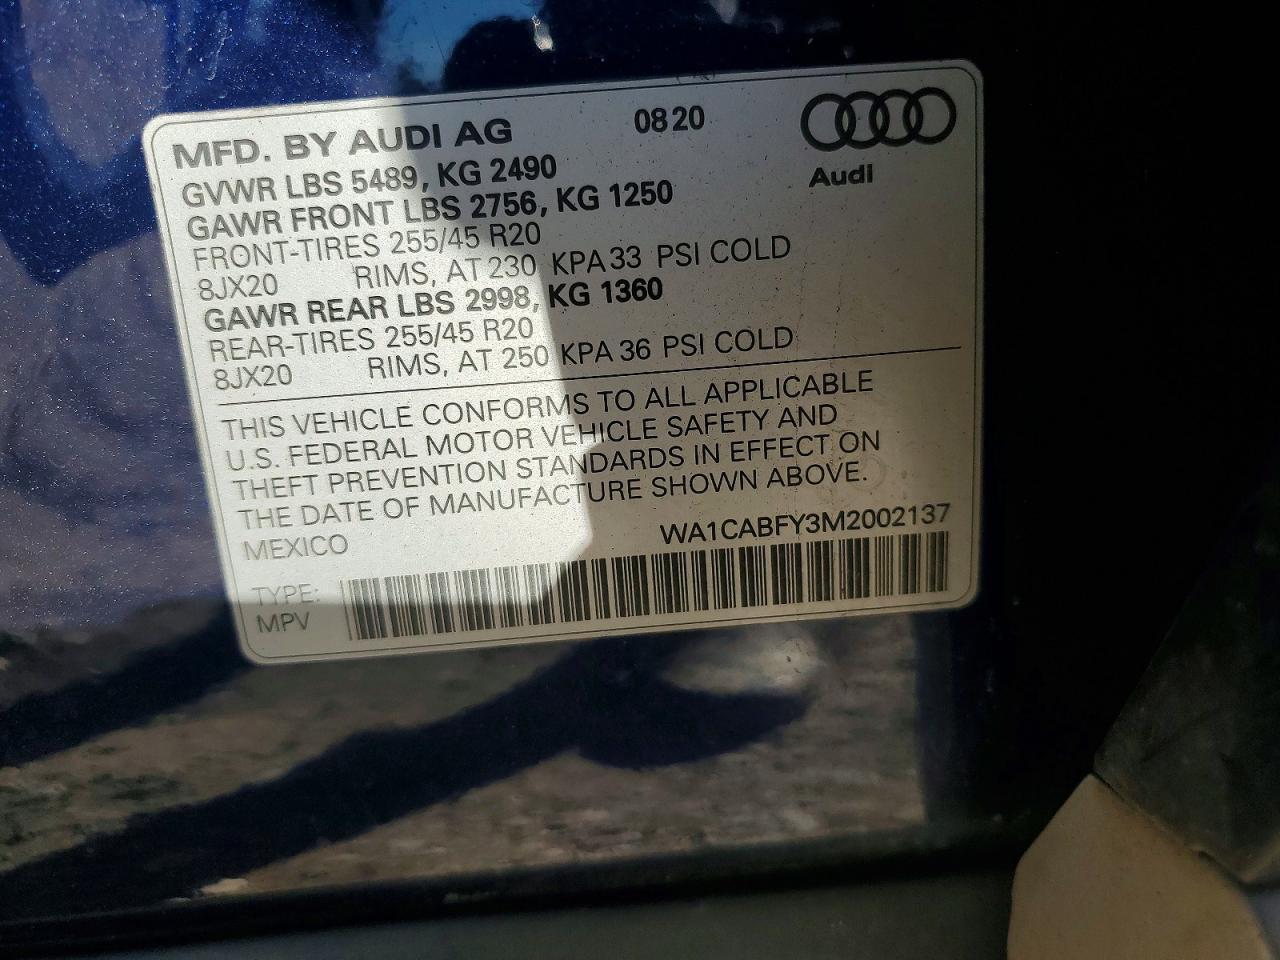 MFD. BY AUDI AG 0820
Audi
GVWR LBS 5489, KG 2490
GAWR FRONT LBS 2756, KG 1250
FRONT-TIRES 255/45 R20
8JX20 RIMS, AT 230 KPA 33 PSI COLD
GAWR REAR LBS 2998, KG 1360
REAR-TIRES 255/45 R20
8JX20 RIMS, AT 250 KPA 36 PSI COLD
THIS VEHICLE CONFORMS TO ALL APPLICABLE
U.S. FEDERAL MOTOR VEHICLE SAFETY AND
THEFT PREVENTION STANDARDS IN EFFECT ON
THE DATE OF MANUFACTURE SHOWN ABOVE.
MEXICO WA1CABFY3M2002137
TYPE:
MPV